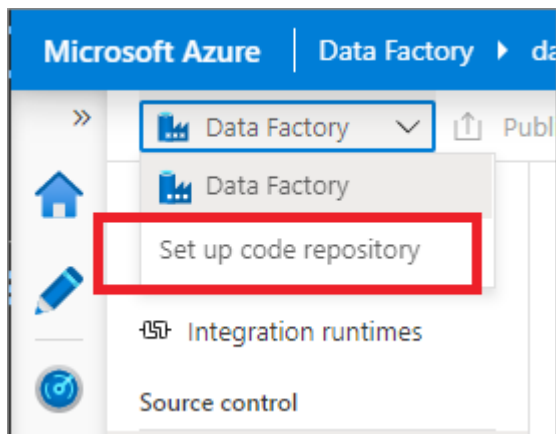 Microsoft Azure Data Factory
Data Factory
Data Factory
Set up code repository
Integration runtimes
Source control